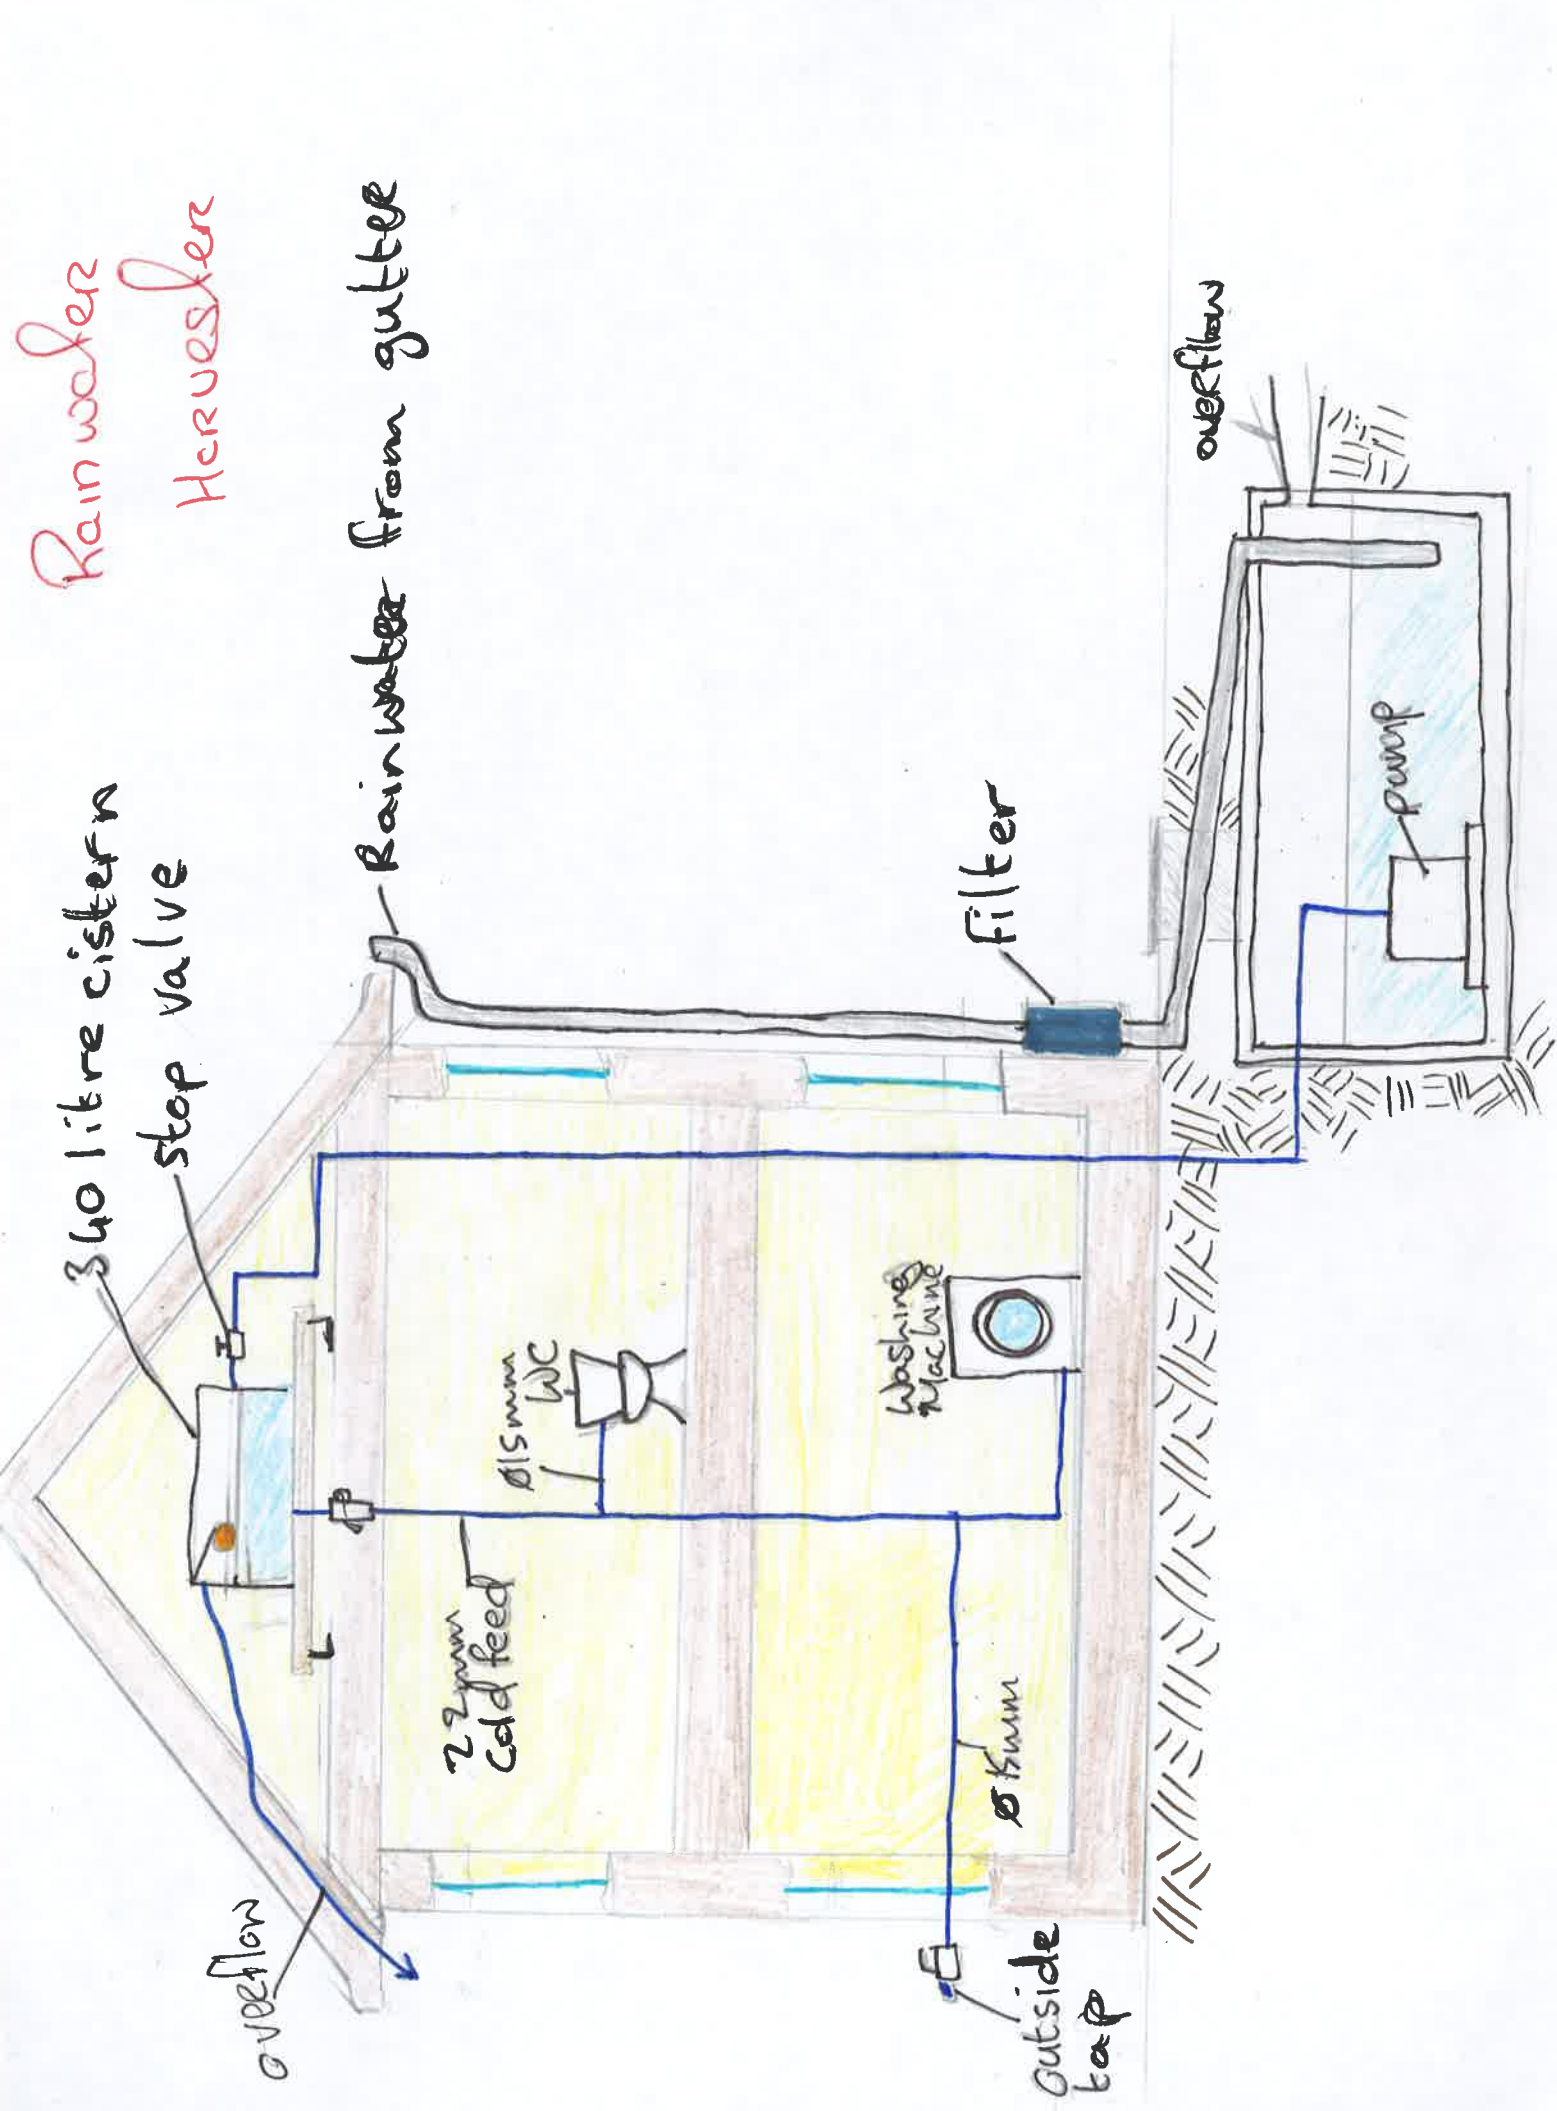 Rainwater
Harvester
340 litre cistern
stop valve
Rainwater from gutter
overflow
22mm
Cold feed
Ø15mm
WC
Washing
Machine
Filter
overflow
pump
Ø15mm
outside
tap